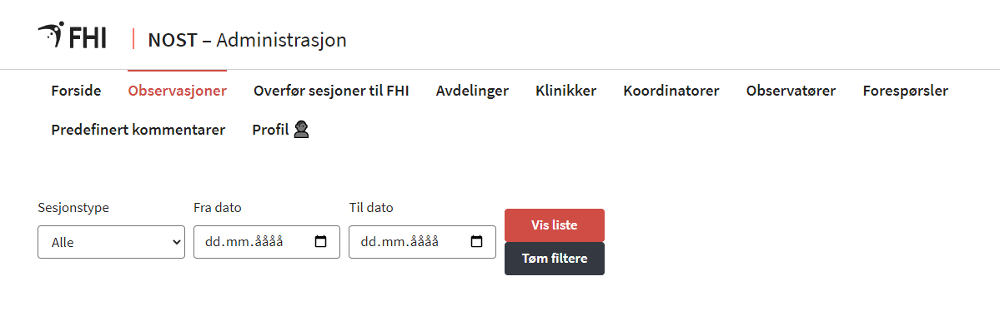 FHI NOST – Administrasjon
Forside Observasjoner Overfør sesjoner til FHI Avdelinger Klinikker Koordinatorer Observatører Forespørsler
Predefinert kommentarer Profil
Sesjonstype Fra dato Til dato
Alle dd.mm.åååå dd.mm.åååå
Vis liste
Tøm filtere